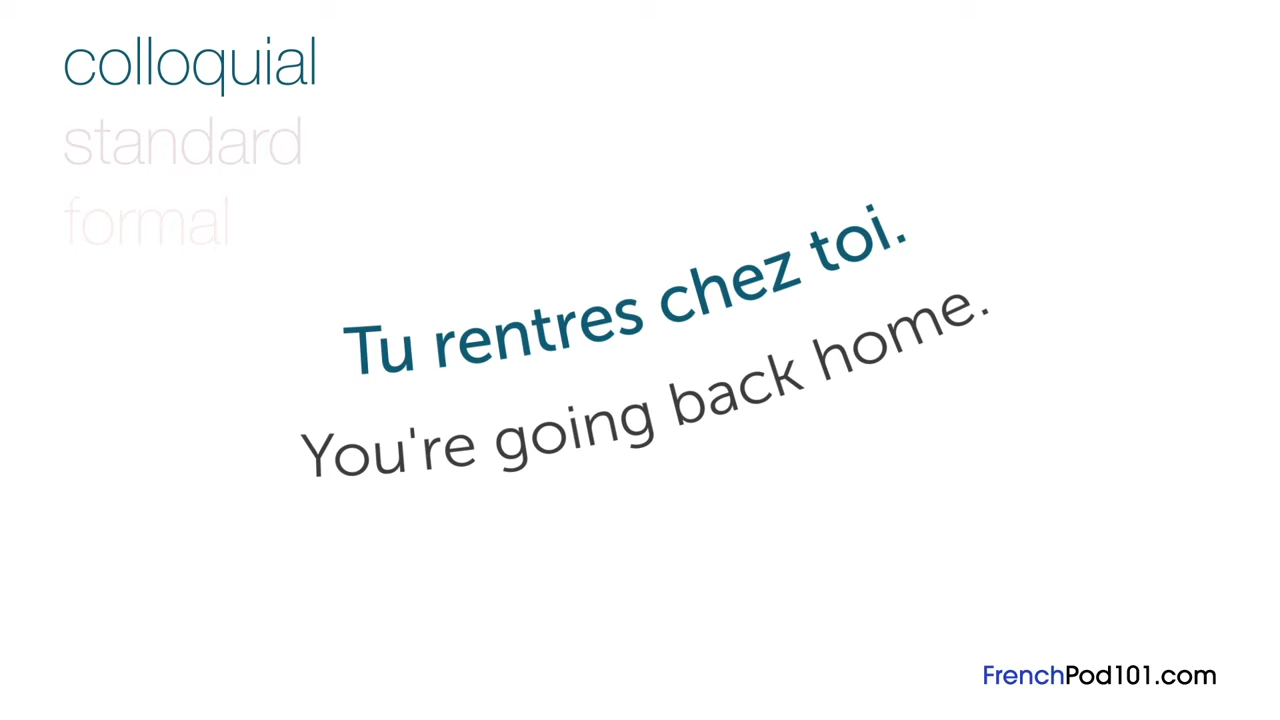 colloquial
standard
formal
Tu rentres chez toi.
You're going back home.
FrenchPod101.com